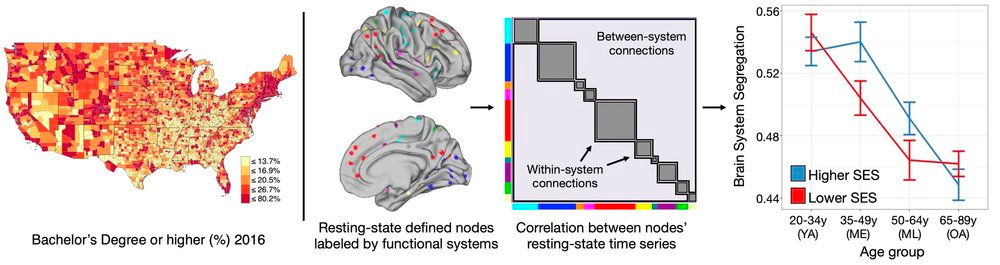 ≤ 13.7%
≤ 16.9%
≤ 20.5%
≤ 26.7%
≤ 80.2%
Bachelor's Degree or higher (%) 2016
Resting-state defined nodes
labeled by functional systems
Between-system
connections
Within-system
connections
Correlation between nodes'
resting-state time series
Brain System Segregation
0.56
0.52
0.48
0.44
Higher SES
Lower SES
20-34y 35-49y 50-64y 65-89y
(YA) (ME) (ML) (OA)
Age group